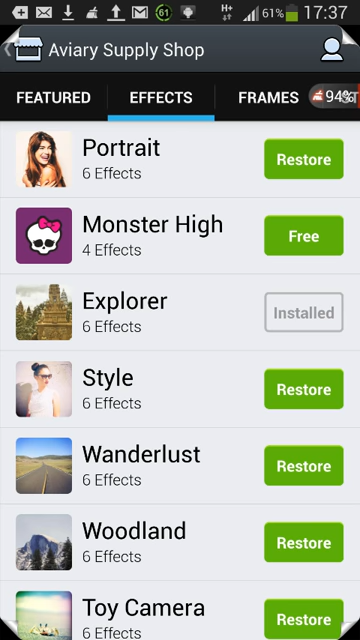 61
H+
61%
17:37
Aviary Supply Shop
FEATURED
EFFECTS
FRAMES
94%
Portrait
6 Effects
Restore
Monster High
4 Effects
Free
Explorer
6 Effects
Installed
Style
6 Effects
Restore
Wanderlust
6 Effects
Restore
Woodland
6 Effects
Restore
Toy Camera
6 Effects
Restore